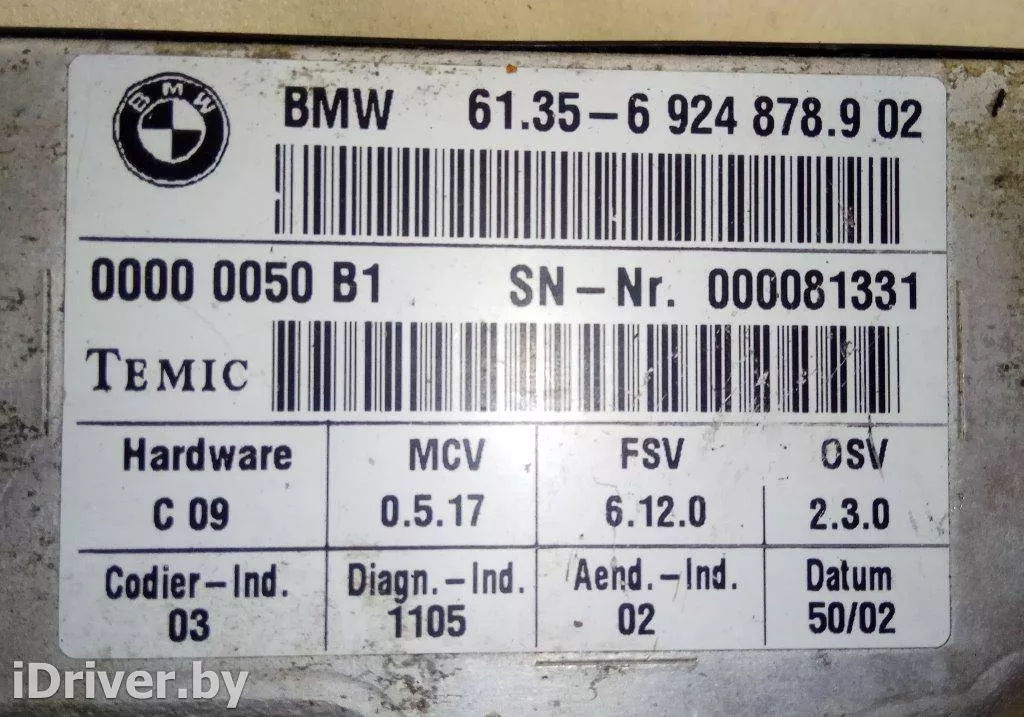 BMW
BMW 61.35-6 924 878.9 02
0000 0050 B1 SN-Nr. 000081331
TEMIC
Hardware MCV FSV OSV
C 09 0.5.17 6.12.0 2.3.0
Codier-Ind. Diagn.-Ind. Aend.-Ind. Datum
03 1105 02 50/02
iDriver.by